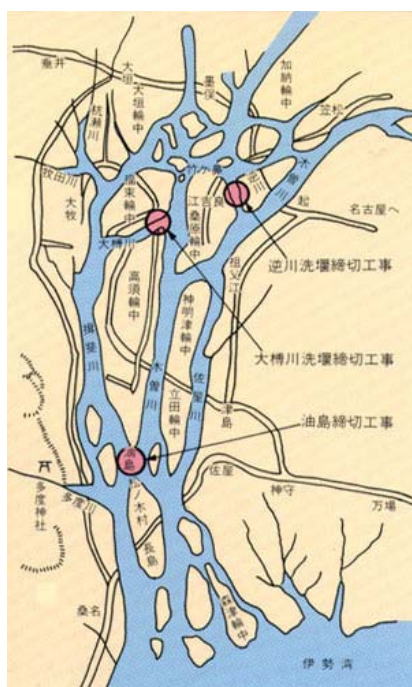 垂井
大垣
大垣輪中
墨俣
加納輪中
笠松
杭瀬川
牧田川
大牧
福束輪中
竹ケ鼻
逆川
木曽川
起
名古屋へ
江吉良
桑原輪中
大榑川
逆川洗堰締切工事
祖父江
高須輪中
神明津輪中
大榑川洗堰締切工事
揖斐川
木曽川
佐屋川
立田輪中
津島
油島締切工事
油島
佐屋
神守
万場
多度神社
多度川
松ノ木村
長島
森津輪中
桑名
伊勢湾